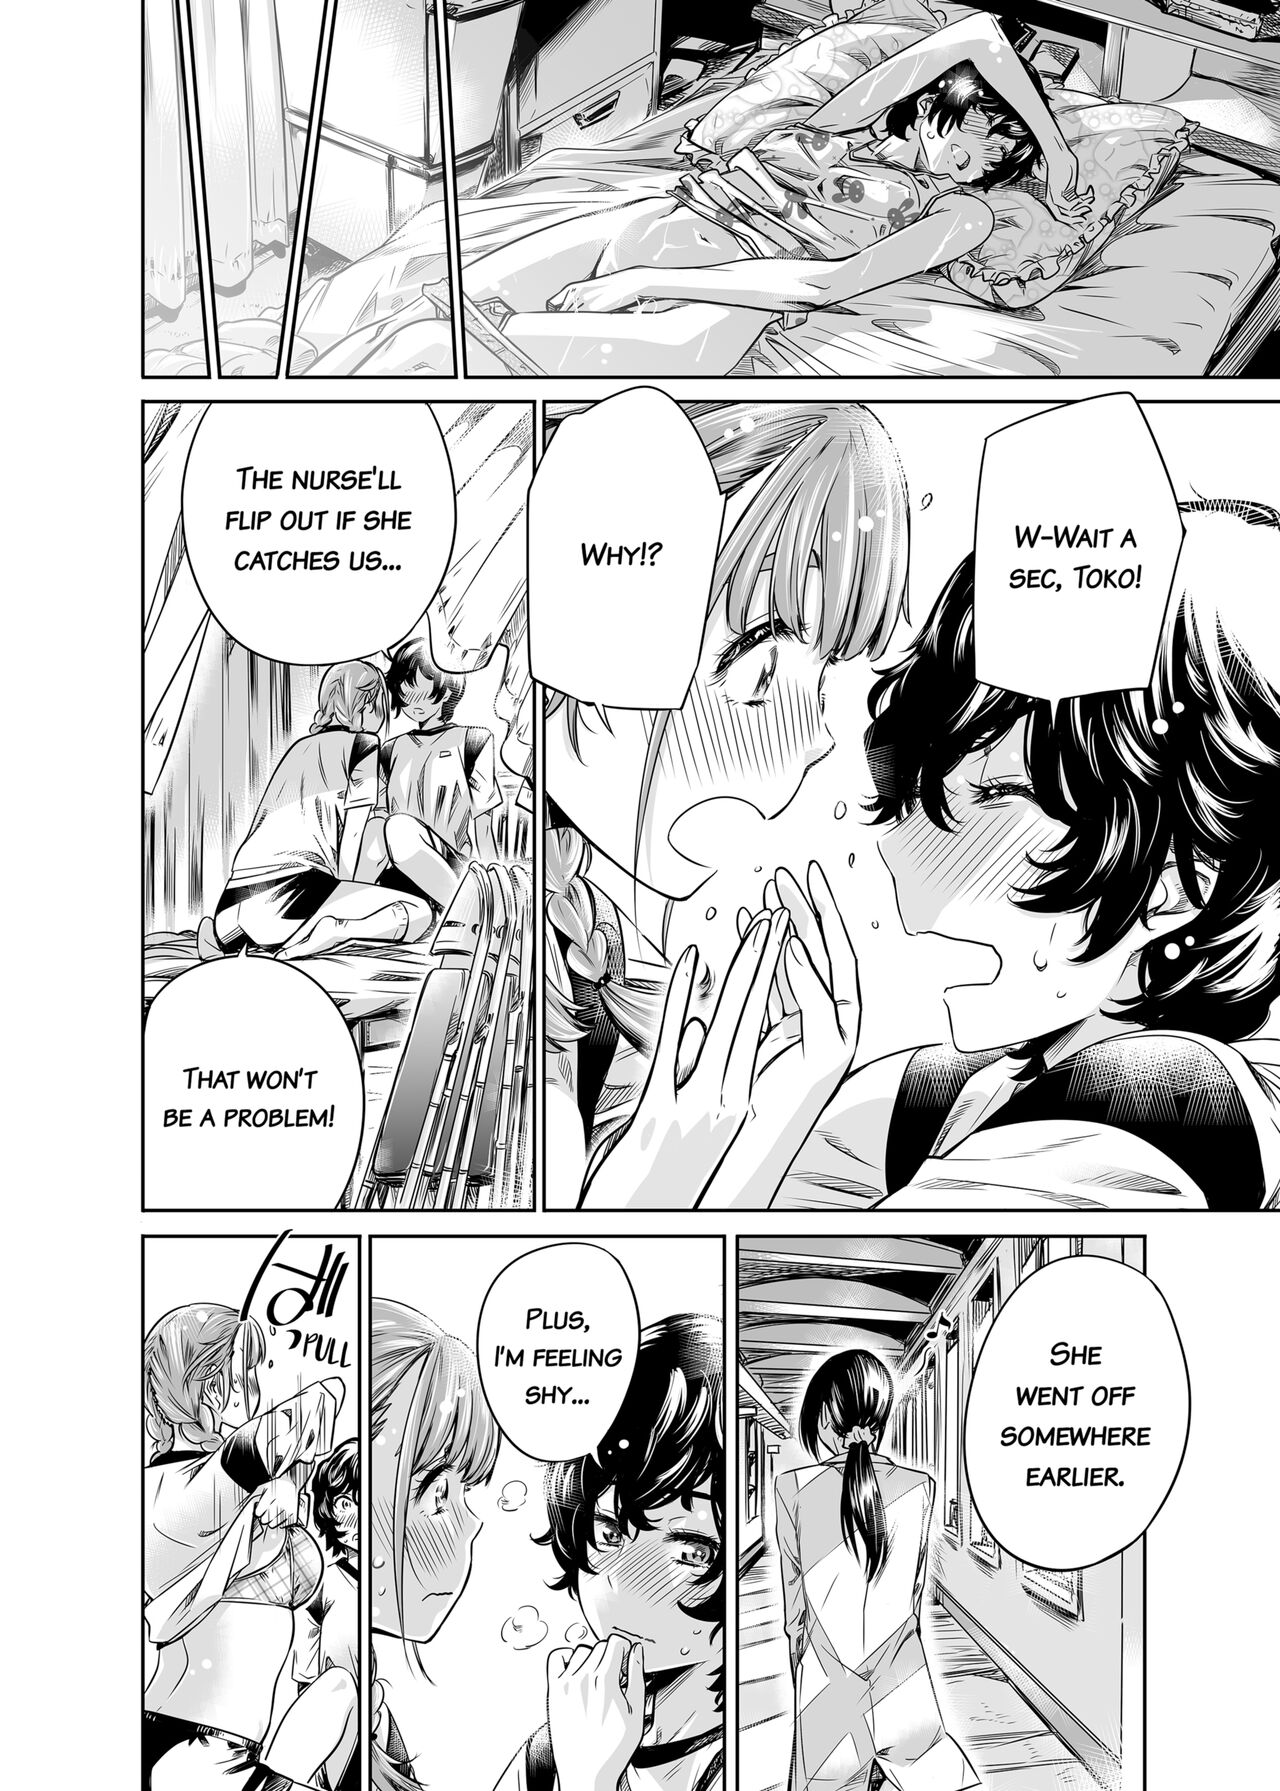 W-WAIT A
SEC, TOKO!
WHY!?
THE NURSE'LL
FLIP OUT IF SHE
CATCHES US...
THAT WON'T
BE A PROBLEM!
SHE
WENT OFF
SOMEWHERE
EARLIER.
PLUS,
I'M FEELING
SHY...
PULL